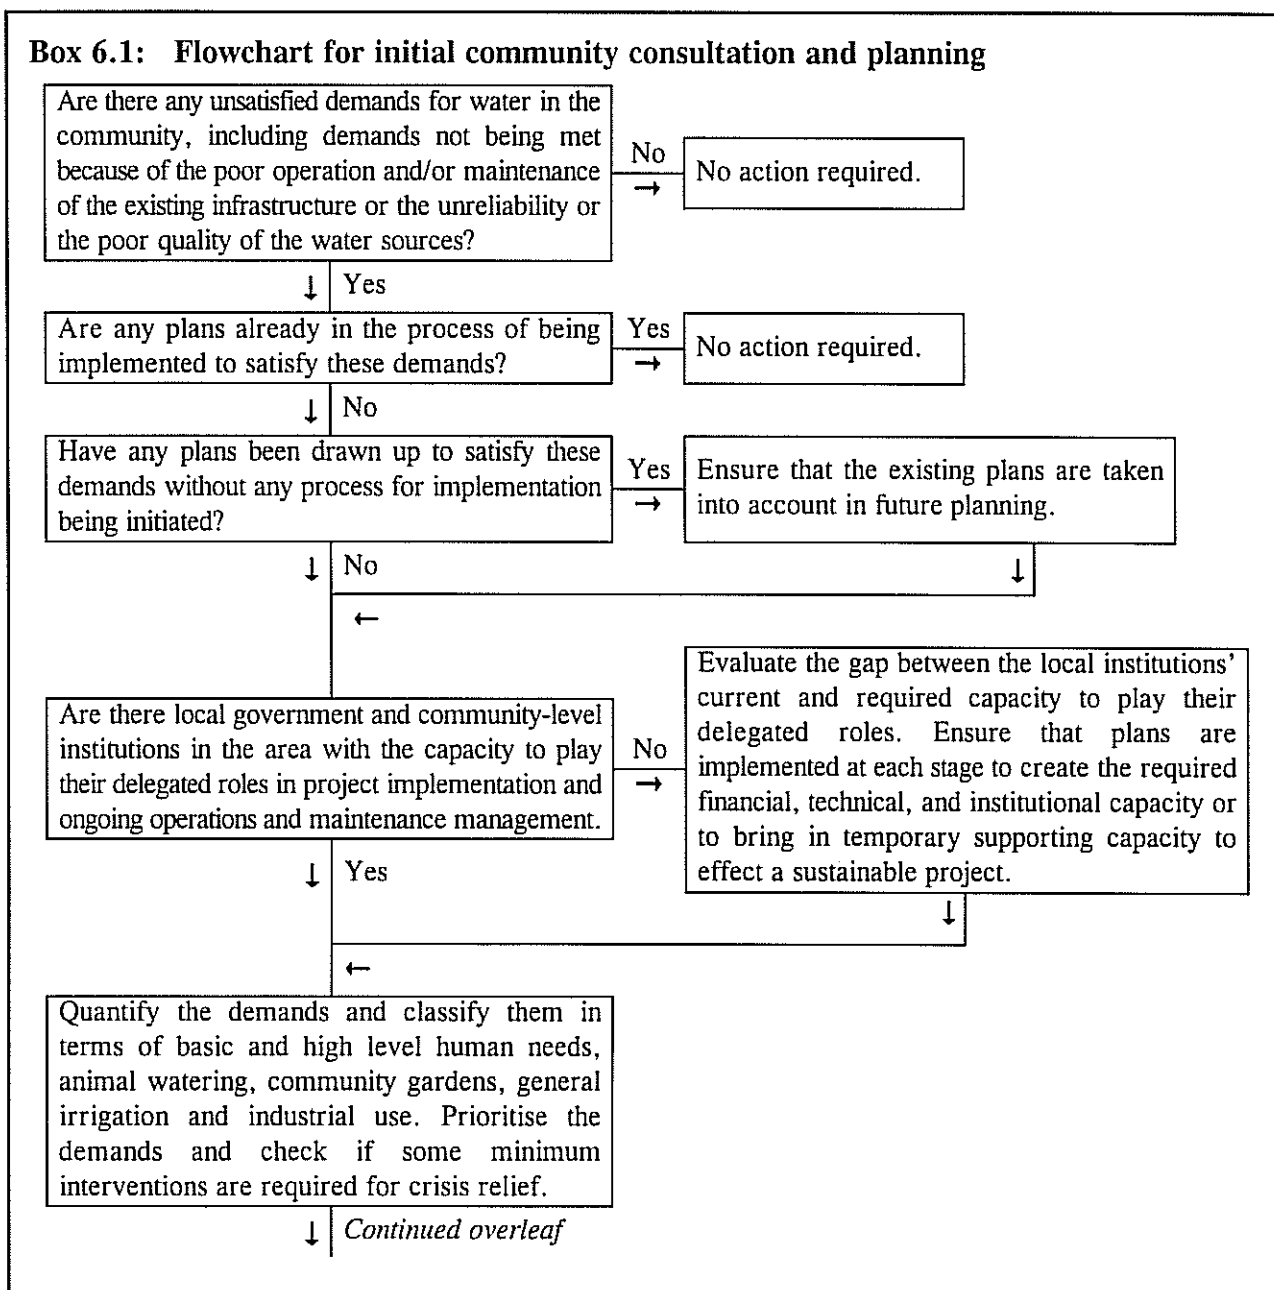 Box 6.1: Flowchart for initial community consultation and planning
Are there any unsatisfied demands for water in the
community, including demands not being met
because of the poor operation and/or maintenance
of the existing infrastructure or the unreliability or
the poor quality of the water sources?
No
→
No action required.
↓ Yes
Are any plans already in the process of being
implemented to satisfy these demands?
Yes
→
No action required.
↓ No
Have any plans been drawn up to satisfy these
demands without any process for implementation
being initiated?
Yes
→
Ensure that the existing plans are taken
into account in future planning.
↓ No
↓
←
Are there local government and community-level
institutions in the area with the capacity to play
their delegated roles in project implementation and
ongoing operations and maintenance management.
No
→
Evaluate the gap between the local institutions'
current and required capacity to play their
delegated roles. Ensure that plans are
implemented at each stage to create the required
financial, technical, and institutional capacity or
to bring in temporary supporting capacity to
effect a sustainable project.
↓ Yes
↓
←
Quantify the demands and classify them in
terms of basic and high level human needs,
animal watering, community gardens, general
irrigation and industrial use. Prioritise the
demands and check if some minimum
interventions are required for crisis relief.
↓ Continued overleaf